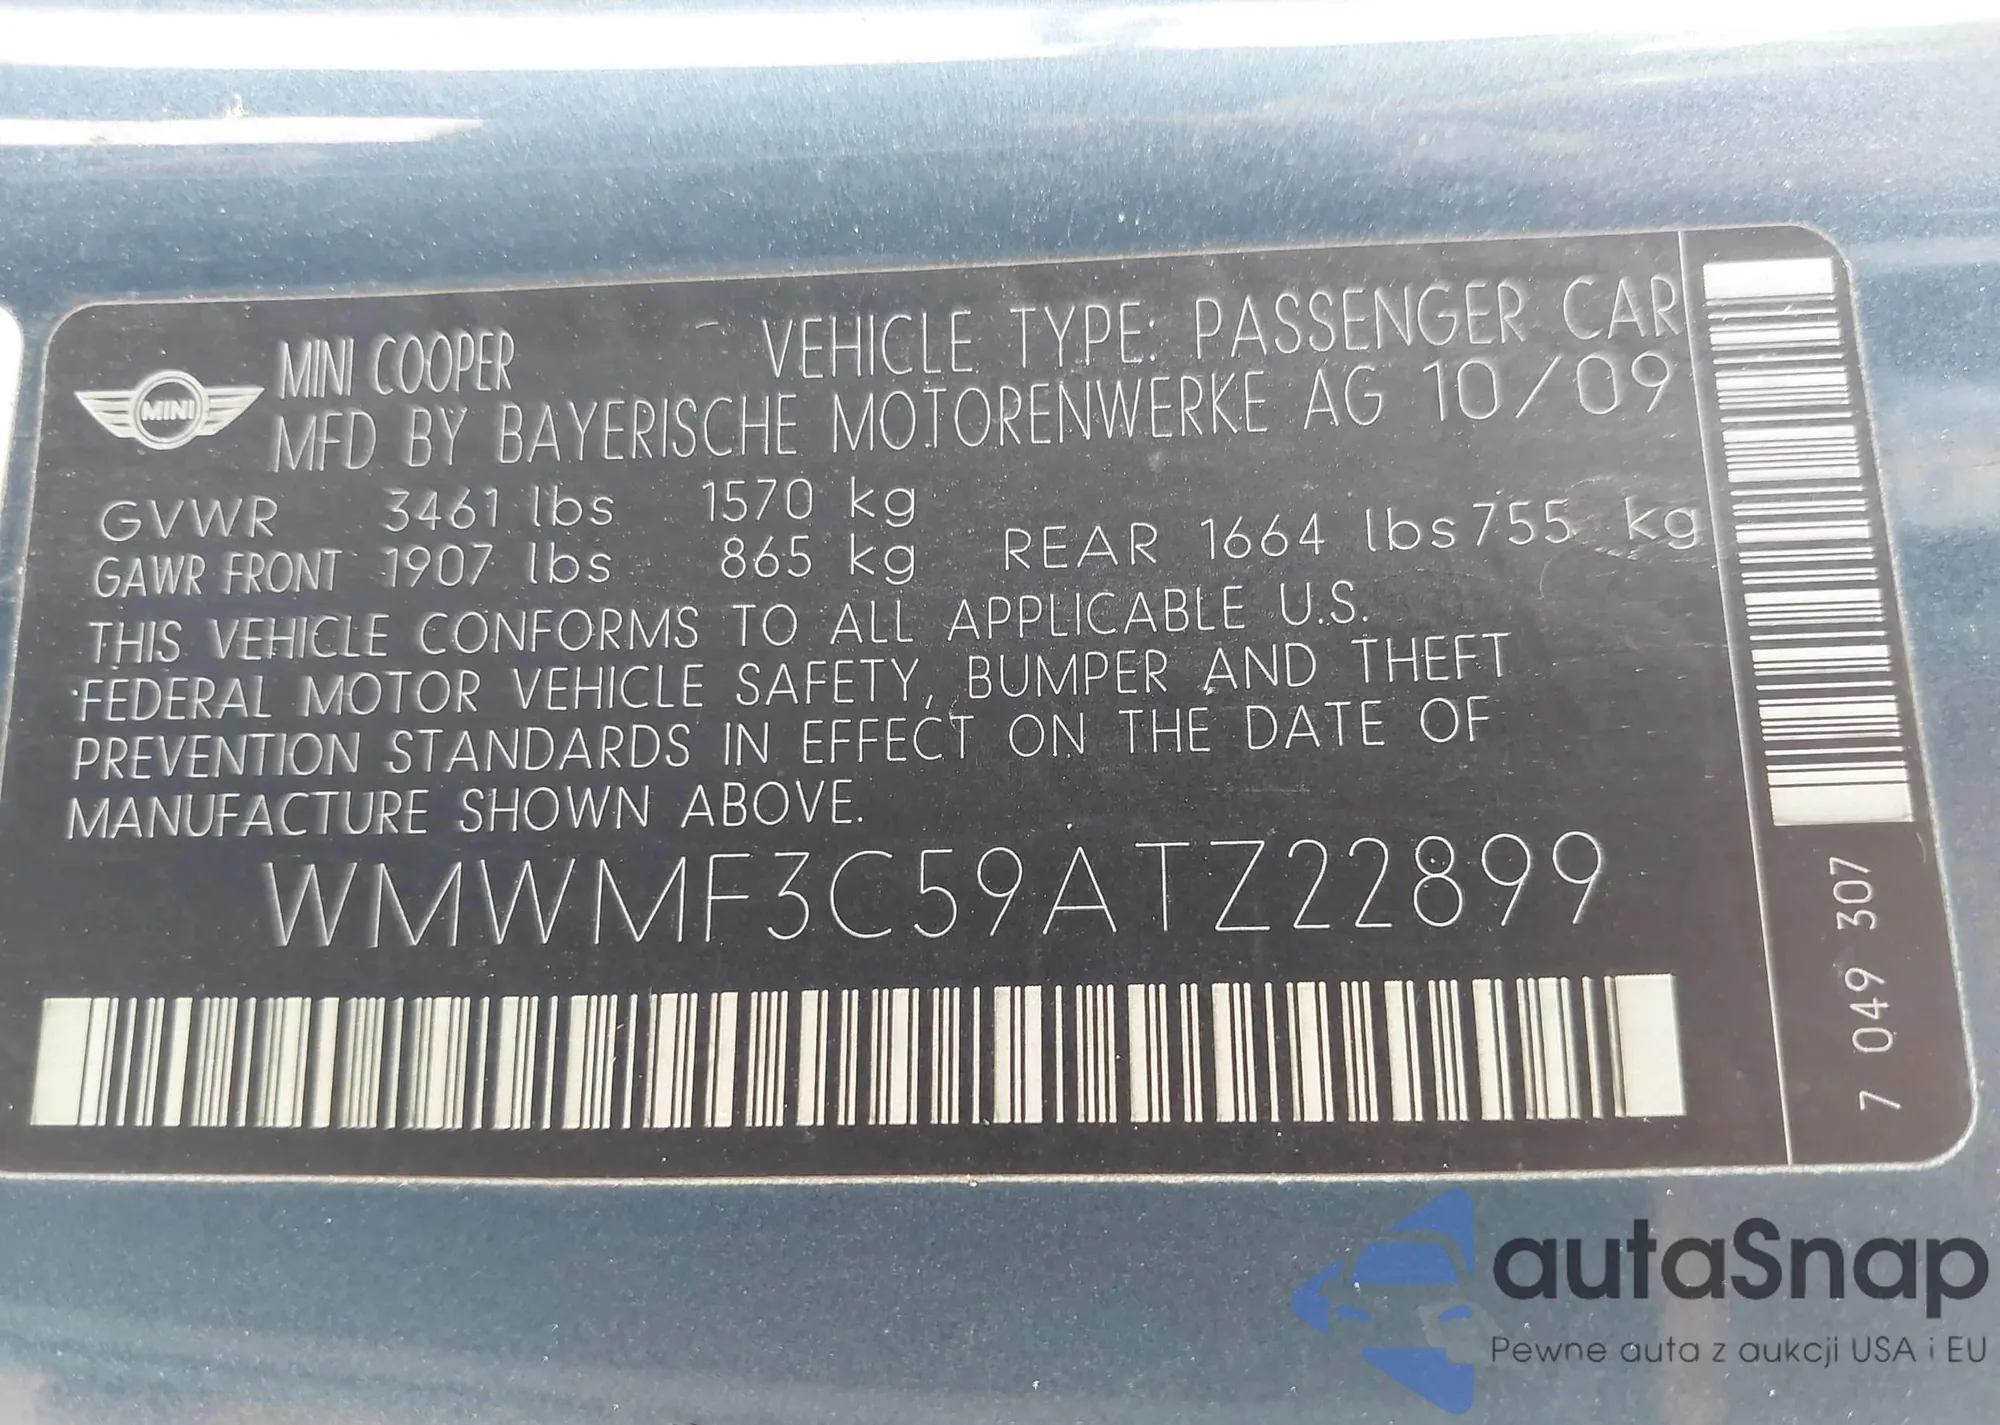 MINI
MINI COOPER VEHICLE TYPE: PASSENGER CAR
MFD BY BAYERISCHE MOTORENWERKE AG 10/09
GVWR 3461 lbs 1570 kg
GAWR FRONT 1907 lbs 865 kg REAR 1664 lbs 755 kg
THIS VEHICLE CONFORMS TO ALL APPLICABLE U.S.
FEDERAL MOTOR VEHICLE SAFETY, BUMPER AND THEFT
PREVENTION STANDARDS IN EFFECT ON THE DATE OF
MANUFACTURE SHOWN ABOVE.
WMWMF3C59ATZ22899
7 049 307
autaSnap
Pewne auta z aukcji USA i EU